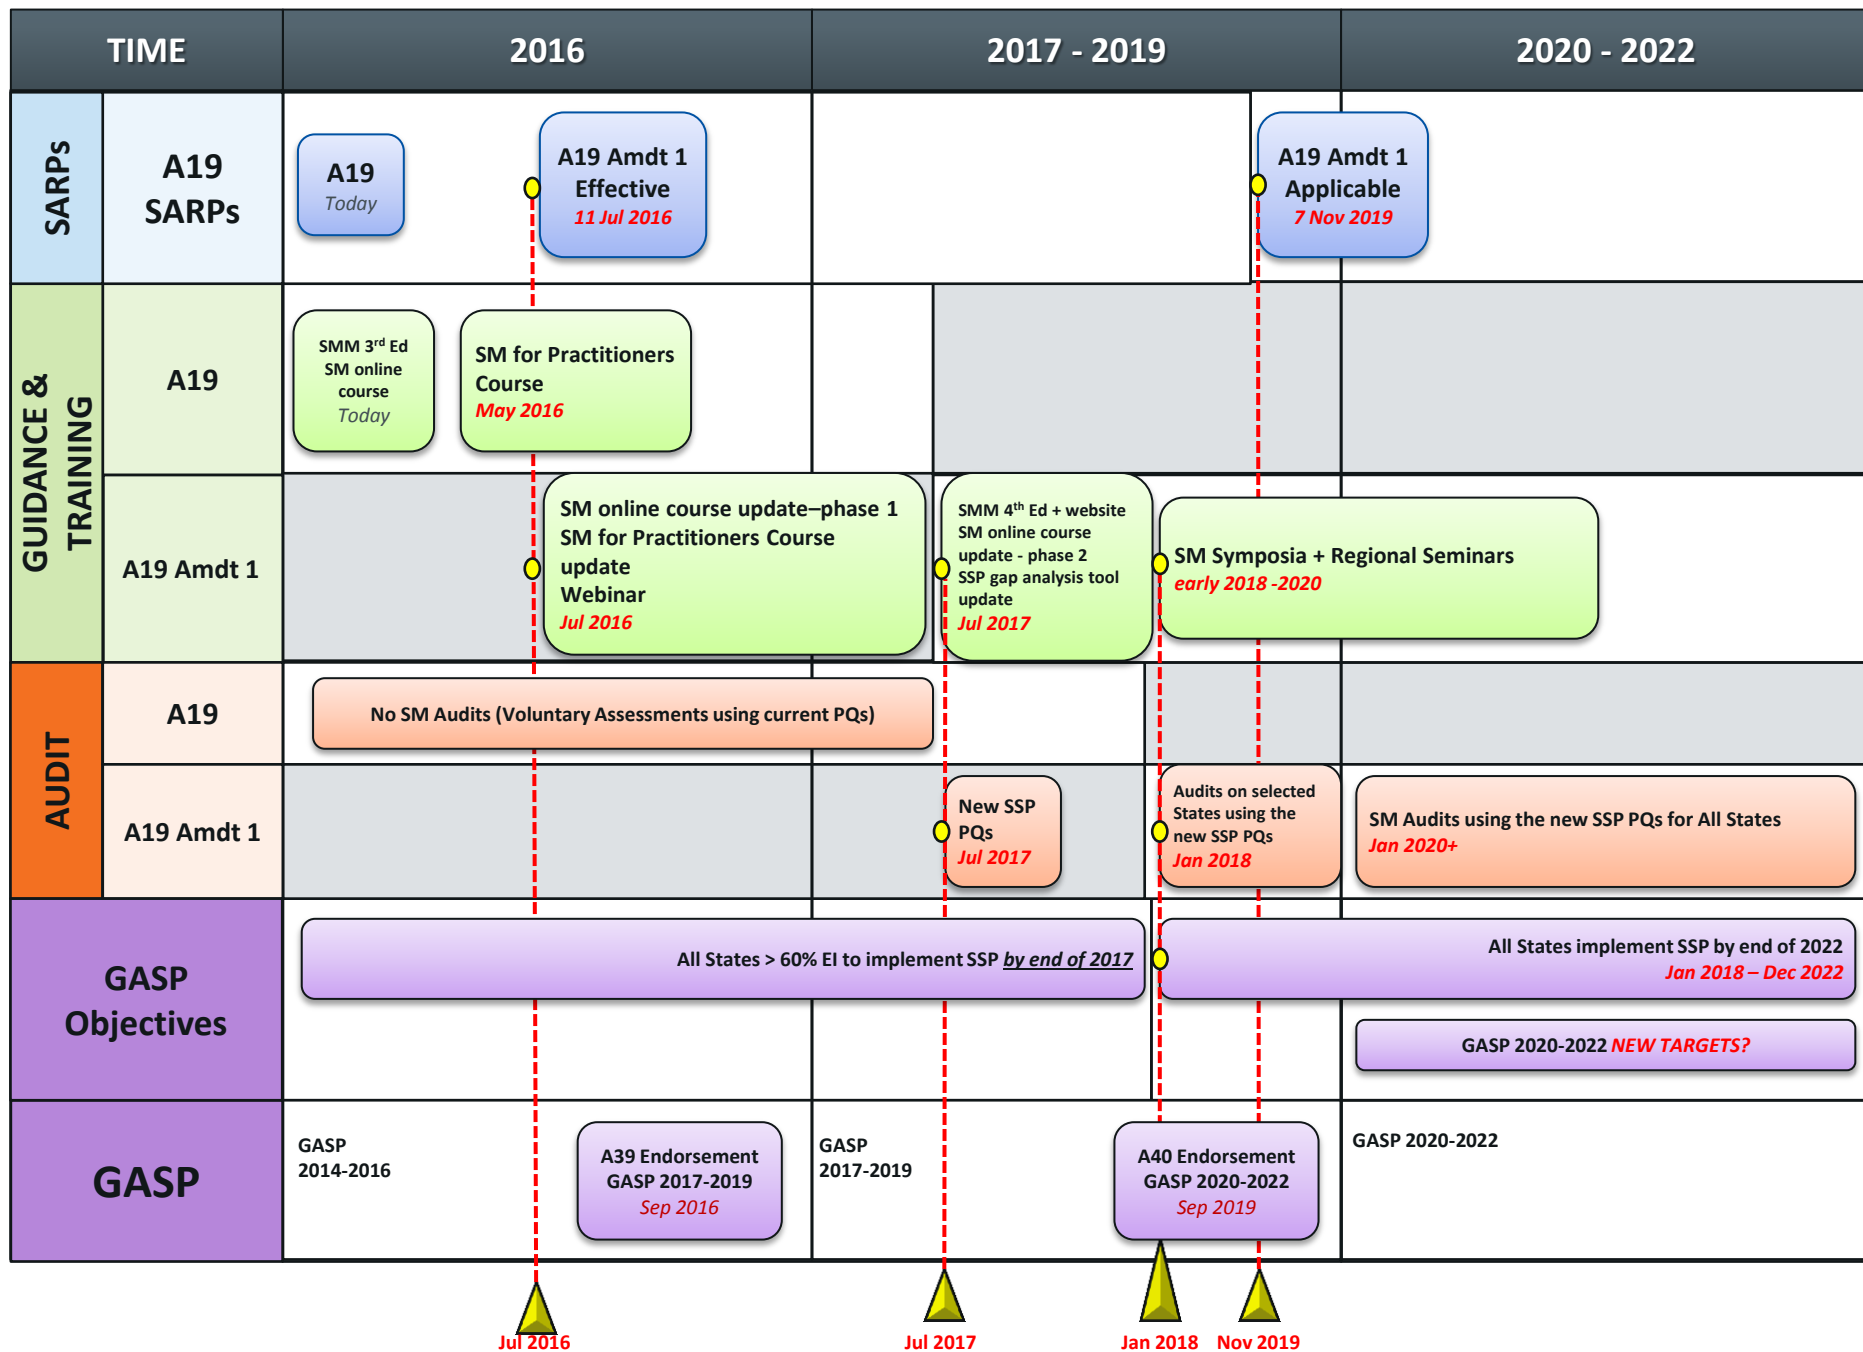 TIME
2016
2017 - 2019
2020 - 2022
SARPs
A19
SARPs
A19
Today
A19 Amdt 1
Effective
11 Jul 2016
A19 Amdt 1
Applicable
7 Nov 2019
GUIDANCE &
TRAINING
A19
SMM 3rd Ed
SM online
course
Today
SM for Practitioners
Course
May 2016
A19 Amdt 1
SM online course update–phase 1
SM for Practitioners Course
update
Webinar
Jul 2016
SMM 4th Ed + website
SM online course
update - phase 2
SSP gap analysis tool
update
Jul 2017
SM Symposia + Regional Seminars
early 2018 -2020
AUDIT
A19
No SM Audits (Voluntary Assessments using current PQs)
A19 Amdt 1
New SSP
PQs
Jul 2017
Audits on selected
States using the
new SSP PQs
Jan 2018
SM Audits using the new SSP PQs for All States
Jan 2020+
GASP
Objectives
All States > 60% EI to implement SSP by end of 2017
All States implement SSP by end of 2022
Jan 2018 – Dec 2022
GASP 2020-2022 NEW TARGETS?
GASP
GASP
2014-2016
A39 Endorsement
GASP 2017-2019
Sep 2016
GASP
2017-2019
A40 Endorsement
GASP 2020-2022
Sep 2019
GASP 2020-2022
Jul 2016
Jul 2017
Jan 2018
Nov 2019